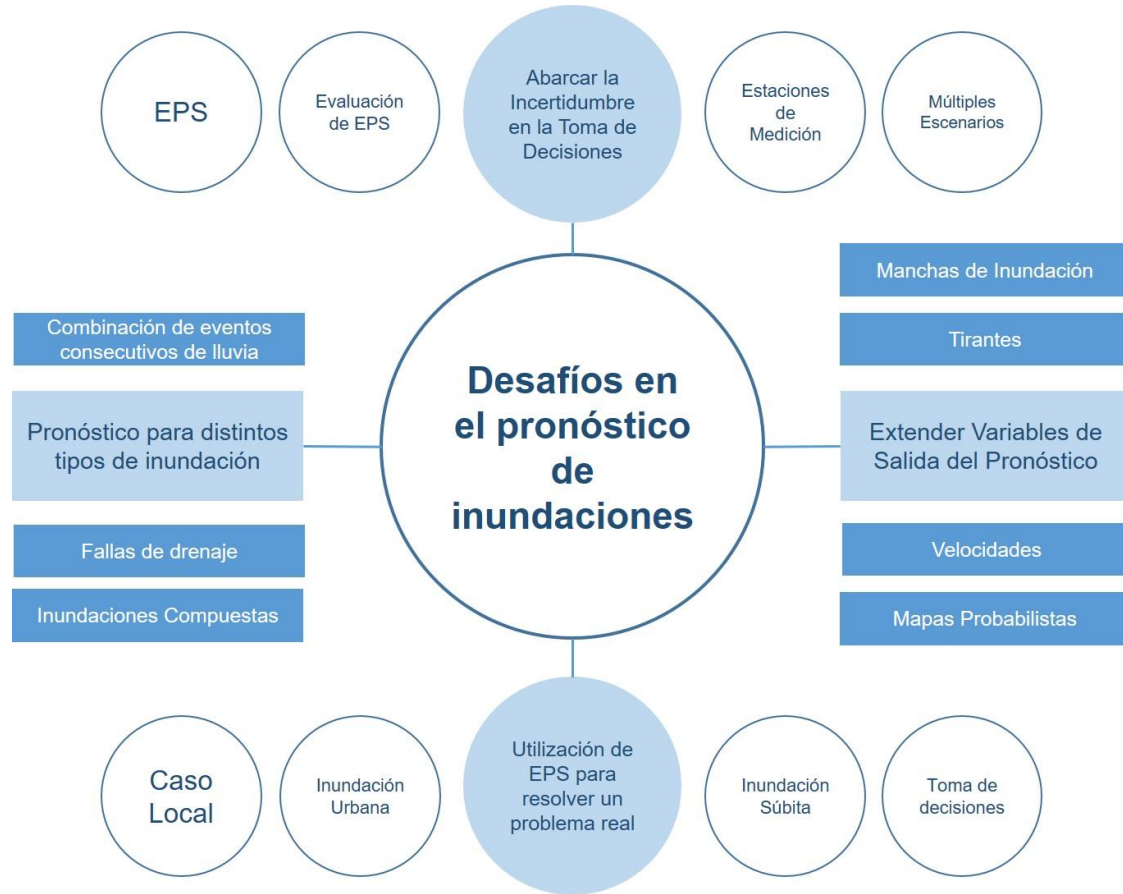 EPS
Evaluación
de EPS
Abarcar la
Incertidumbre
en la Toma de
Decisiones
Estaciones
de
Medición
Múltiples
Escenarios
Combinación de eventos
consecutivos de lluvia
Pronóstico para distintos
tipos de inundación
Fallas de drenaje
Inundaciones Compuestas
Desafíos en
el pronóstico
de
inundaciones
Manchas de Inundación
Tirantes
Extender Variables de
Salida del Pronóstico
Velocidades
Mapas Probabilistas
Caso
Local
Inundación
Urbana
Utilización de
EPS para
resolver un
problema real
Inundación
Súbita
Toma de
decisiones